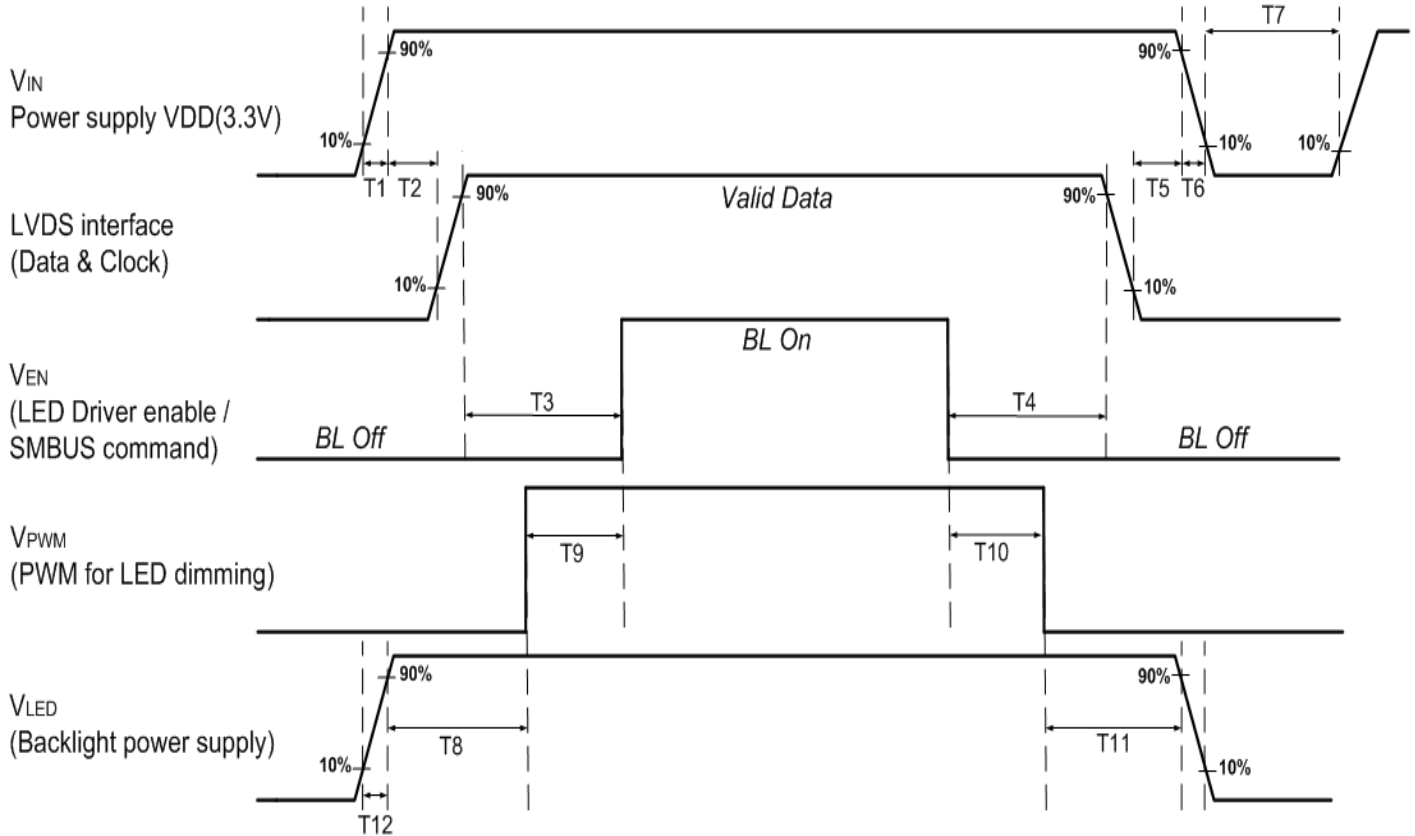 T7
90%
90%
VIN
Power supply VDD(3.3V)
10%
10%
10%
T1
T2
T5
T6
90%
Valid Data
90%
LVDS interface
(Data & Clock)
10%
10%
BL On
VEN
(LED Driver enable /
SMBUS command)
T3
T4
BL Off
BL Off
VPWM
(PWM for LED dimming)
T9
T10
90%
90%
VLED
(Backlight power supply)
T8
T11
10%
10%
T12